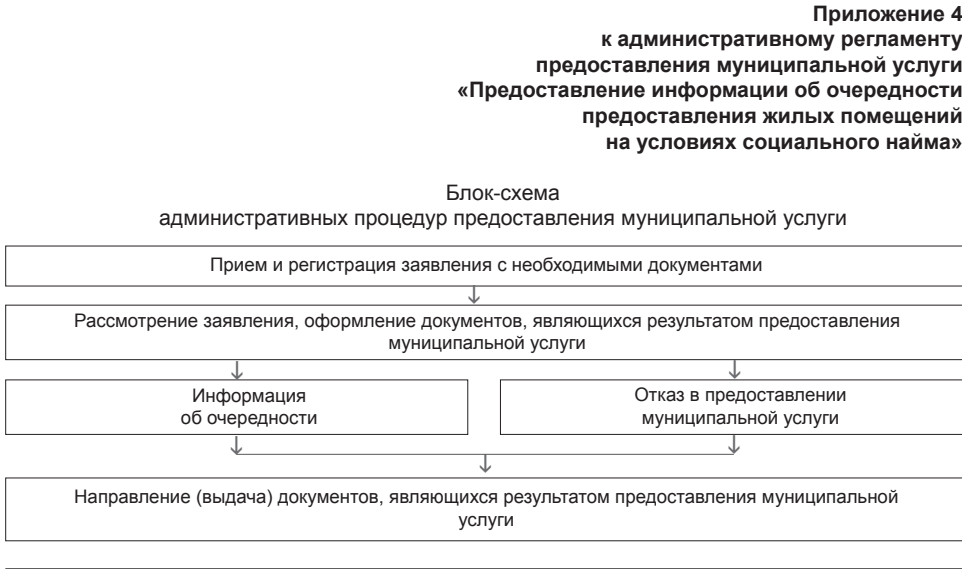 Приложение 4
к административному регламенту
предоставления муниципальной услуги
«Предоставление информации об очередности
предоставления жилых помещений
на условиях социального найма»
Блок-схема
административных процедур предоставления муниципальной услуги
Прием и регистрация заявления с необходимыми документами
Рассмотрение заявления, оформление документов, являющихся результатом предоставления
муниципальной услуги
Информация
об очередности
Отказ в предоставлении
муниципальной услуги
Направление (выдача) документов, являющихся результатом предоставления муниципальной
услуги